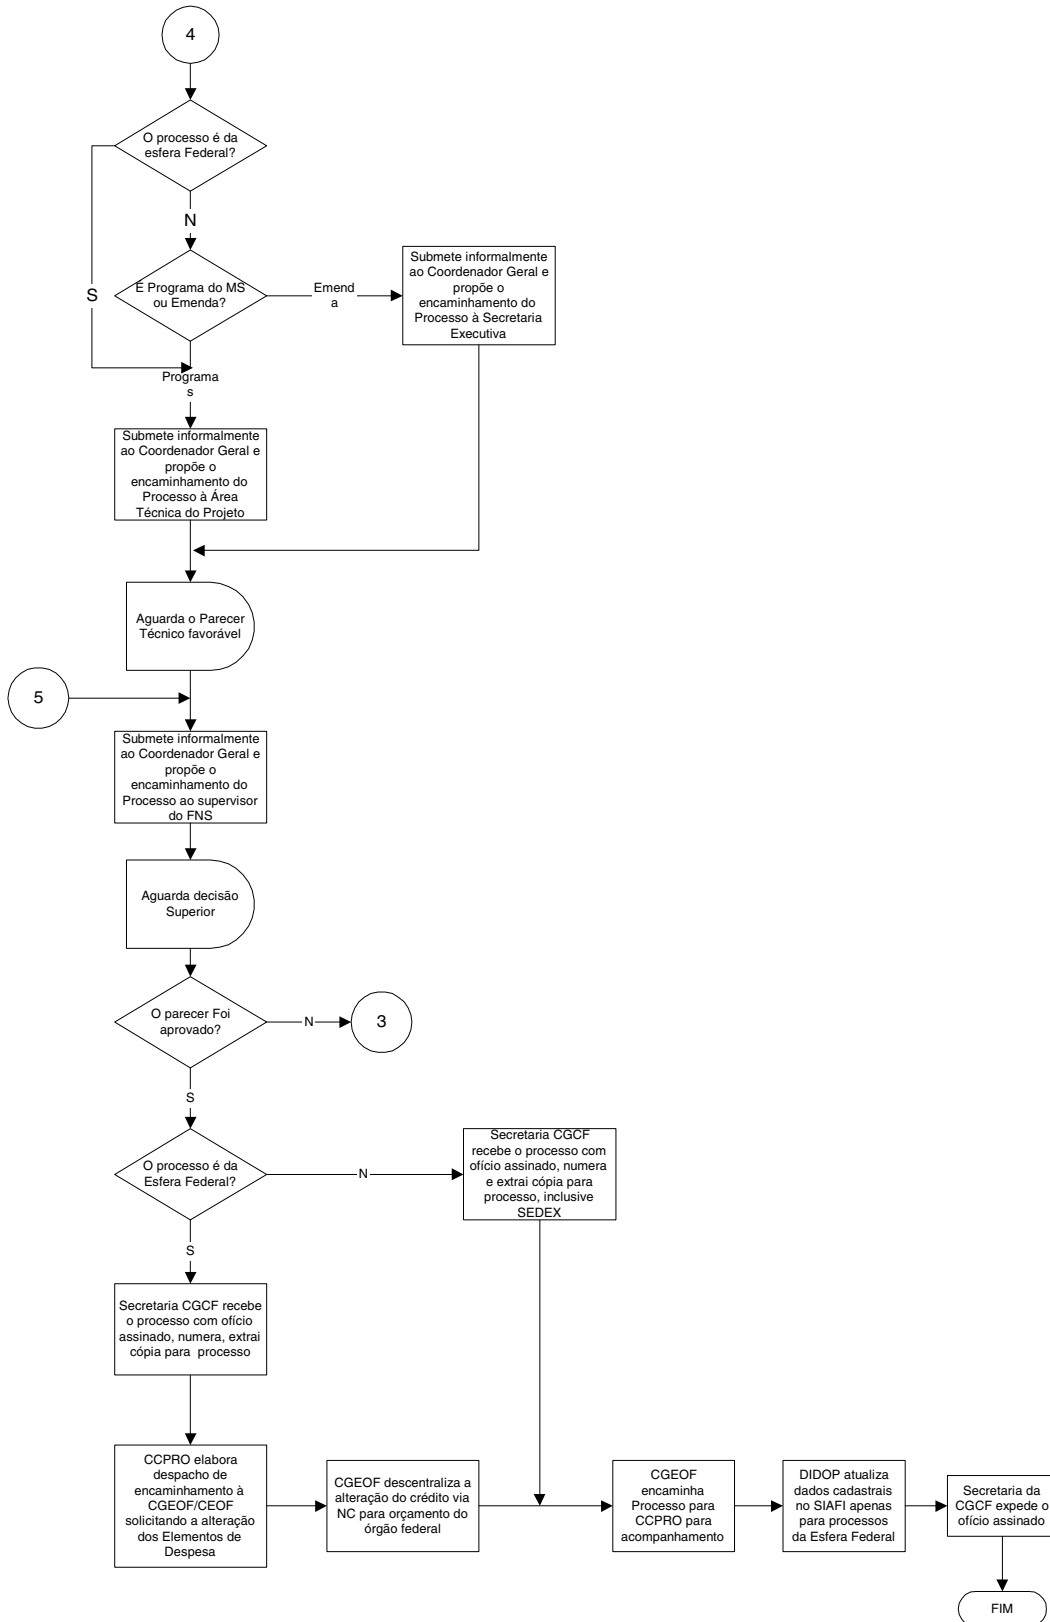 4
O processo é da
esfera Federal?
N
S
É Programa do MS
ou Emenda?
Emend
a
Submete informalmente
ao Coordenador Geral e
propõe o
encaminhamento do
Processo à Secretaria
Executiva
Programa
s
Submete informalmente
ao Coordenador Geral e
propõe o
encaminhamento do
Processo à Área
Técnica do Projeto
Aguarda o Parecer
Técnico favorável
5
Submete informalmente
ao Coordenador Geral e
propõe o
encaminhamento do
Processo ao supervisor
do FNS
Aguarda decisão
Superior
O parecer Foi
aprovado?
N
3
S
O processo é da
Esfera Federal?
N
Secretaria CGCF
recebe o processo com
ofício assinado, numera
e extrai cópia para
processo, inclusive
SEDEX
S
Secretaria CGCF recebe
o processo com ofício
assinado, numera, extrai
cópia para processo
CCPRO elabora
despacho de
encaminhamento à
CGEOF/CEOF
solicitando a alteração
dos Elementos de
Despesa
CGEOF descentraliza a
alteração do crédito via
NC para orçamento do
órgão federal
CGEOF
encaminha
Processo para
CCPRO para
acompanhamento
DIDOP atualiza
dados cadastrais
no SIAFI apenas
para processos
da Esfera Federal
Secretaria da
CGCF expede o
ofício assinado
FIM